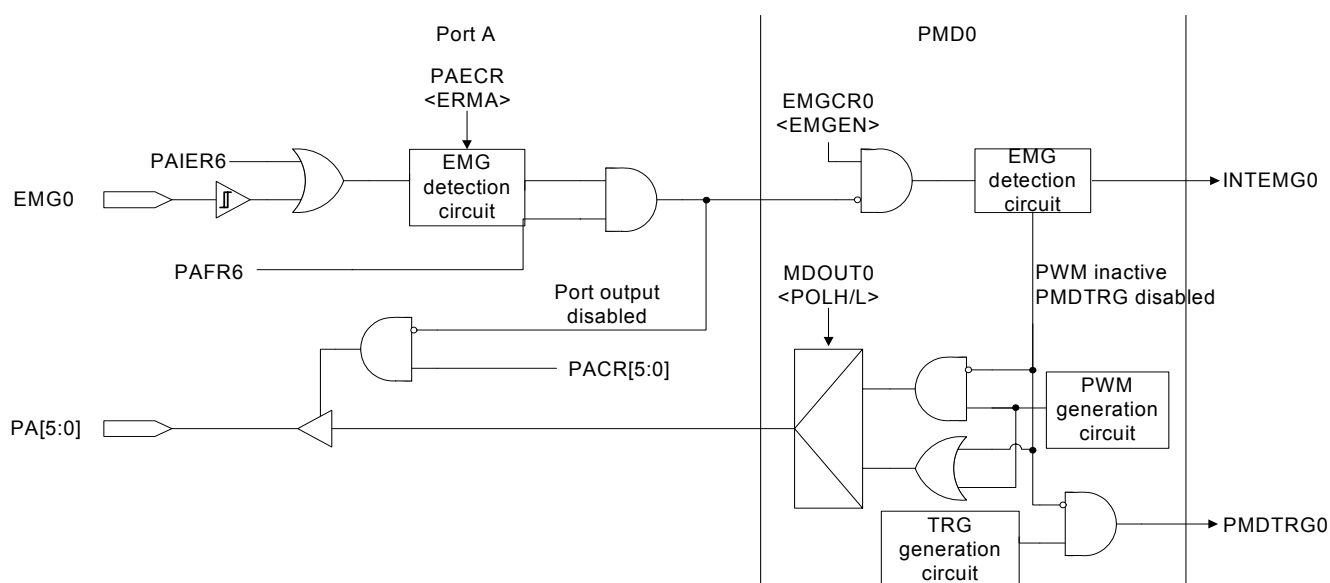 Port A
PMD0
PAECR
<ERMA>
EMGCR0
<EMGEN>
PAIER6
EMG
detection
circuit
EMG
detection
circuit
EMG0
INTEMG0
PAFR6
MDOUT0
<POLH/L>
PWM inactive
PMDTRG disabled
Port output
disabled
PACR[5:0]
PWM
generation
circuit
PA[5:0]
TRG
generation
circuit
PMDTRG0